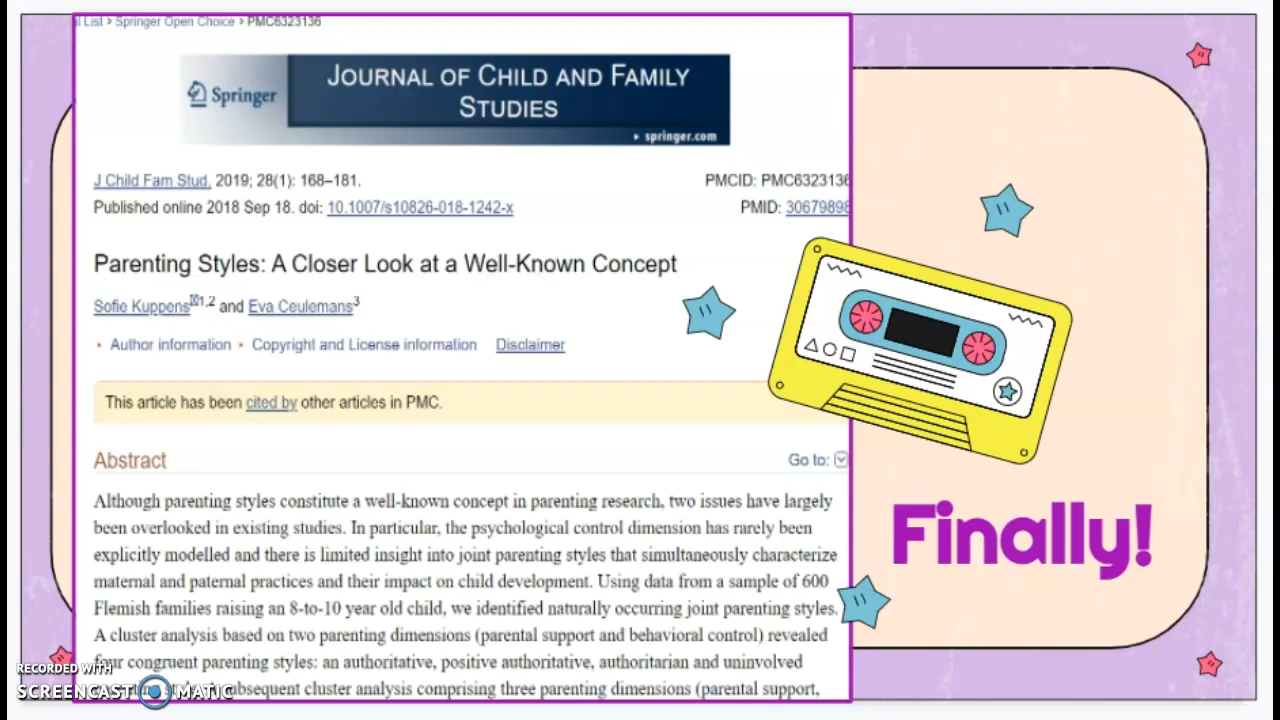 l List › Springer Open Choice › PMC6323136
Springer
JOURNAL OF CHILD AND FAMILY
STUDIES
springer.com
J Child Fam Stud. 2019; 28(1): 168–181.
PMCID: PMC6323136
Published online 2018 Sep 18. doi: 10.1007/s10826-018-1242-x
PMID: 30679898
Parenting Styles: A Closer Look at a Well-Known Concept
Sofie Kuppens✉1,2 and Eva Ceulemans3
Author information • Copyright and License information Disclaimer
This article has been cited by other articles in PMC.
Abstract
Go to:
Although parenting styles constitute a well-known concept in parenting research, two issues have largely
been overlooked in existing studies. In particular, the psychological control dimension has rarely been
explicitly modelled and there is limited insight into joint parenting styles that simultaneously characterize
maternal and paternal practices and their impact on child development. Using data from a sample of 600
Flemish families raising an 8-to-10 year old child, we identified naturally occurring joint parenting styles.
A cluster analysis based on two parenting dimensions (parental support and behavioral control) revealed
four congruent parenting styles: an authoritative, positive authoritative, authoritarian and uninvolved
subsequent cluster analysis comprising three parenting dimensions (parental support,
Finally!
RECORDED WITH
SCREENCAST MATIC